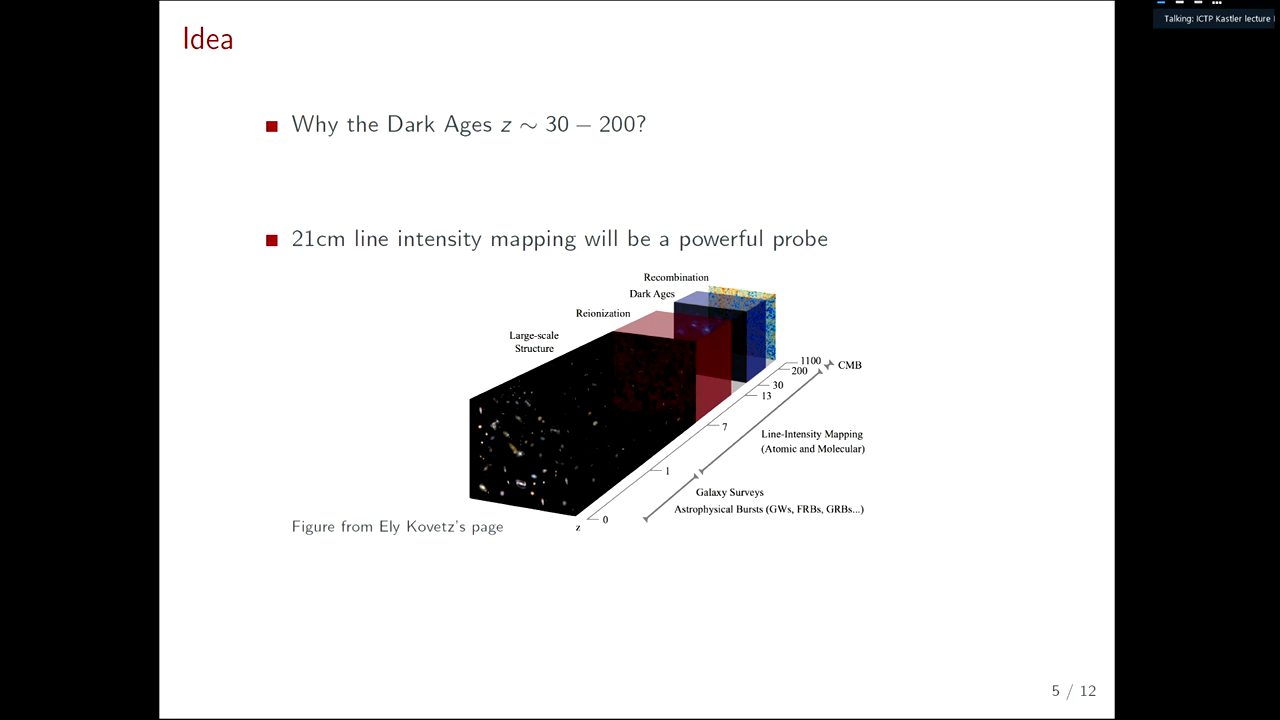 Talking: ICTP Kastler lecture
Idea
Why the Dark Ages z ∼ 30 − 200?
21cm line intensity mapping will be a powerful probe
Recombination
Dark Ages
Reionization
Large-scale
Structure
1100
CMB
200
30
13
7
Line-Intensity Mapping
(Atomic and Molecular)
1
Galaxy Surveys
Astrophysical Bursts (GWs, FRBs, GRBs...)
0
z
Figure from Ely Kovetz's page
5 / 12